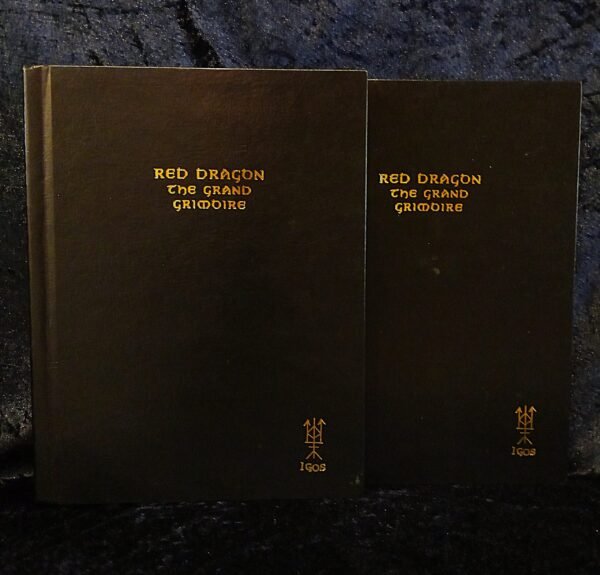 RED DRAGON
THE GRAND
GRIMOIRE
IGOS
RED DRAGON
THE GRAND
GRIMOIRE
IGOS